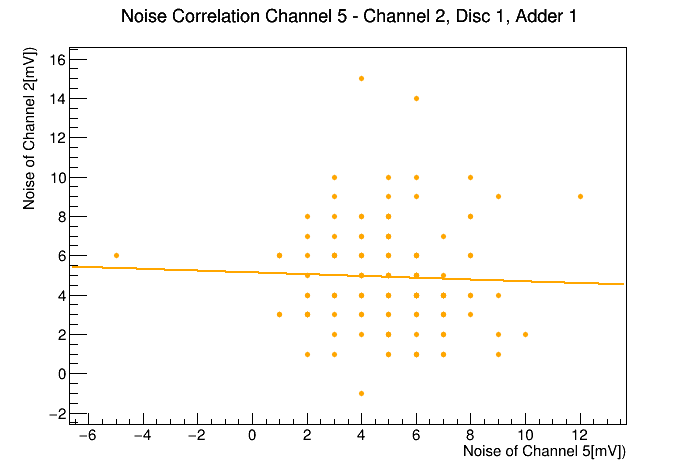 Noise Correlation Channel 5 - Channel 2, Disc 1, Adder 1
Noise of Channel 2[mV])
16
14
12
10
8
6
4
2
0
−2
−6 −4 −2 0 2 4 6 8 10 12
Noise of Channel 5[mV])